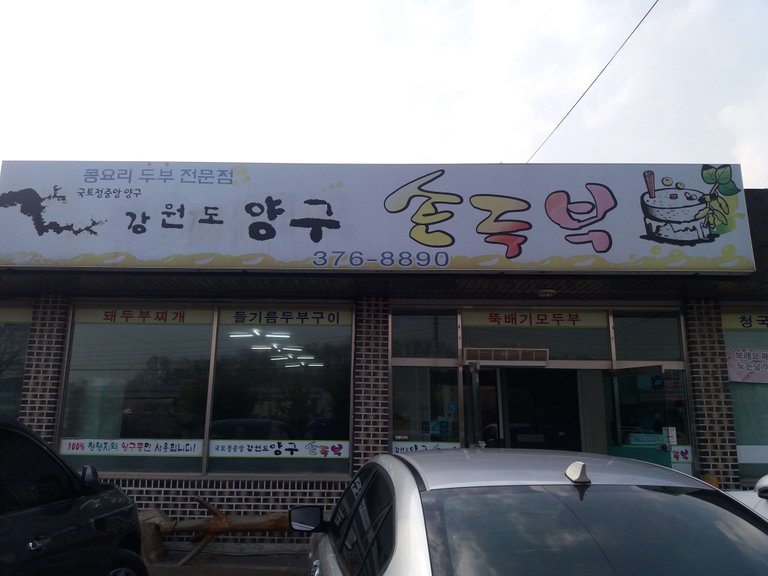 콩요리 두부 전문점
국토정중앙 양구
강원도 양구 손두부
376-8890
돼두부찌개
들기름두부구이
뚝배기모두부
청국
100% 청정지회 양구콩만 사용합니다!
국토정중앙 강원도 양구 손두부